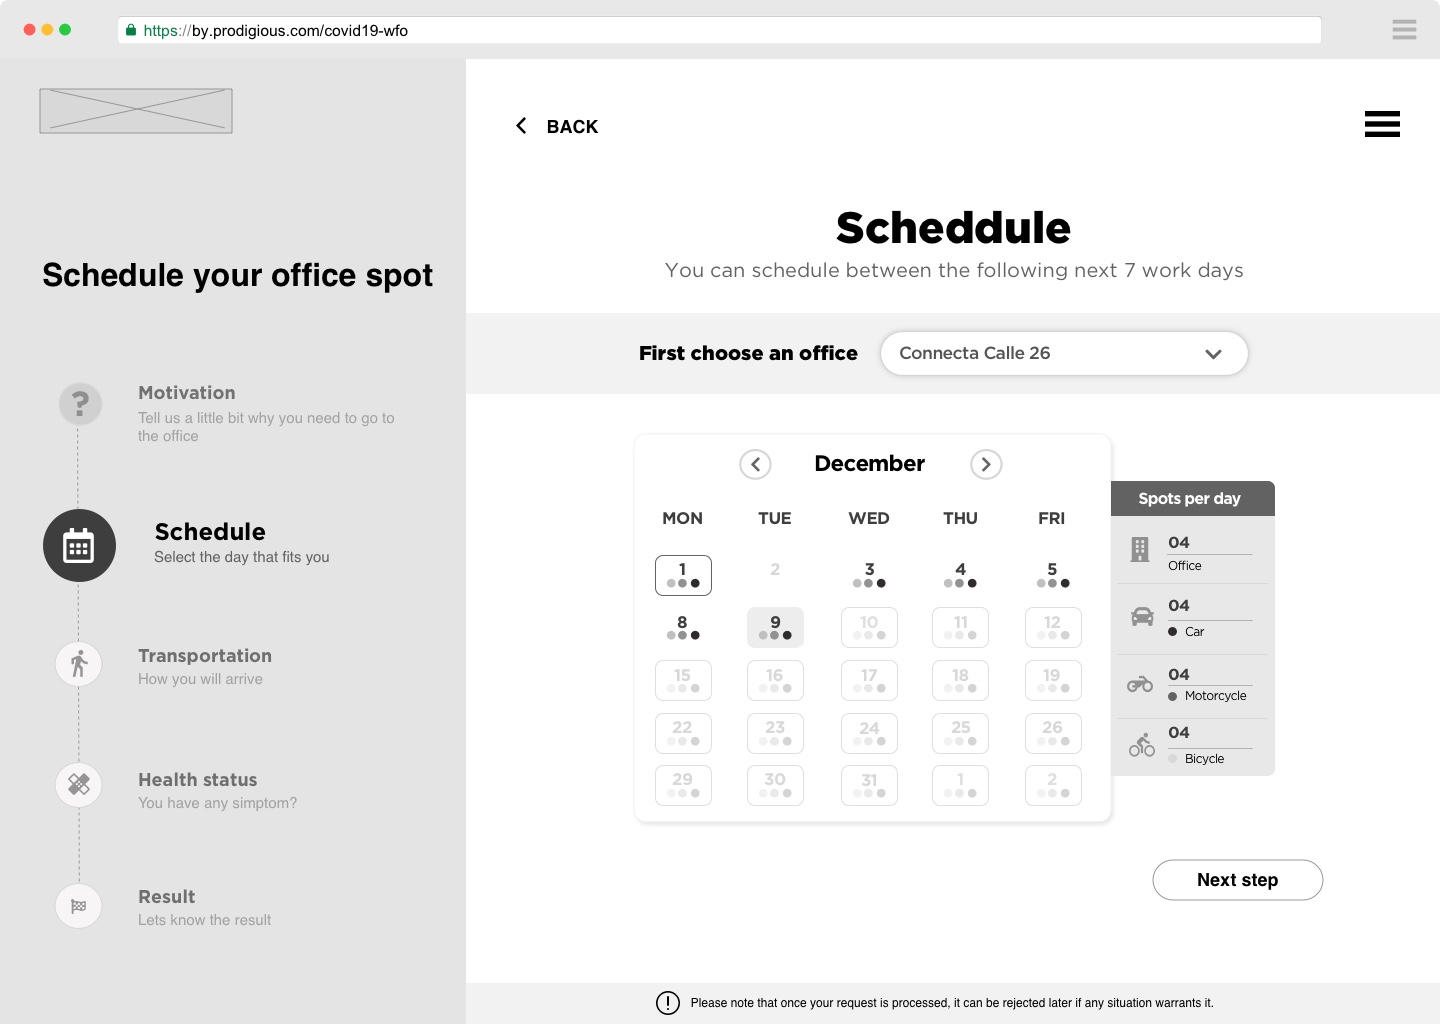 https://by.prodigious.com/covid19-wfo
BACK
Schedule your office spot
Scheddule
You can schedule between the following next 7 work days
First choose an office
Connecta Calle 26
?
Motivation
Tell us a little bit why you need to go to
the office
Schedule
Select the day that fits you
Transportation
How you will arrive
Health status
You have any simptom?
Result
Lets know the result
December
MON TUE WED THU FRI
1 2 3 4 5
8 9 10 11 12
15 16 17 18 19
22 23 24 25 26
29 30 31 1 2
Spots per day
04
Office
04
Car
04
Motorcycle
04
Bicycle
Next step
Please note that once your request is processed, it can be rejected later if any situation warrants it.